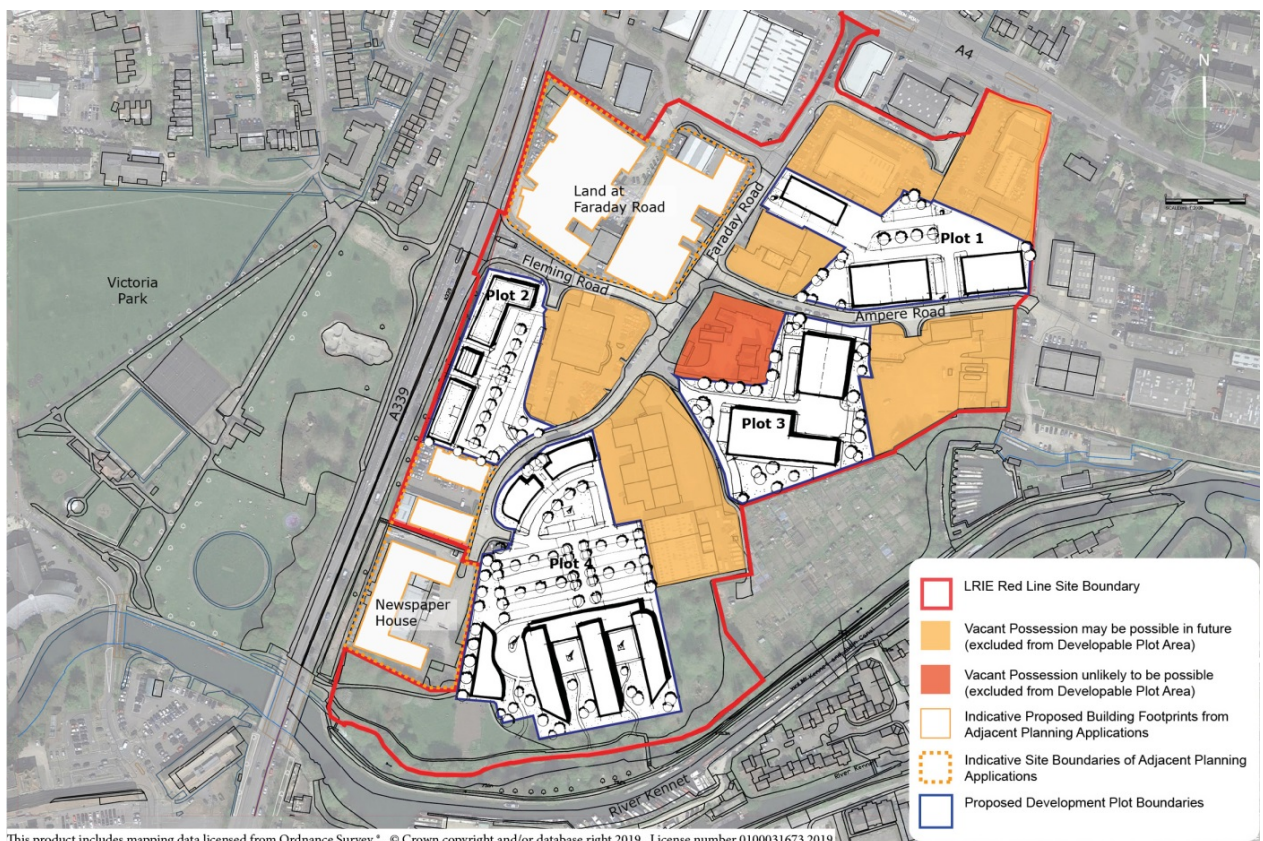 A4
N
Land at
Faraday Road
Faraday Road
Plot 1
Victoria
Park
Fleming Road
Plot 2
Ampere Road
A339
Plot 3
Plot 4
Newspaper
House
River Kennet
River Kennet
LRIE Red Line Site Boundary
Vacant Possession may be possible in future
(excluded from Developable Plot Area)
Vacant Possession unlikely to be possible
(excluded from Developable Plot Area)
Indicative Proposed Building Footprints from
Adjacent Planning Applications
Indicative Site Boundaries of Adjacent Planning
Applications
Proposed Development Plot Boundaries
This product includes mapping data licensed from Ordnance Survey.® © Crown copyright and/or database right 2019 License number 0100031673 2019